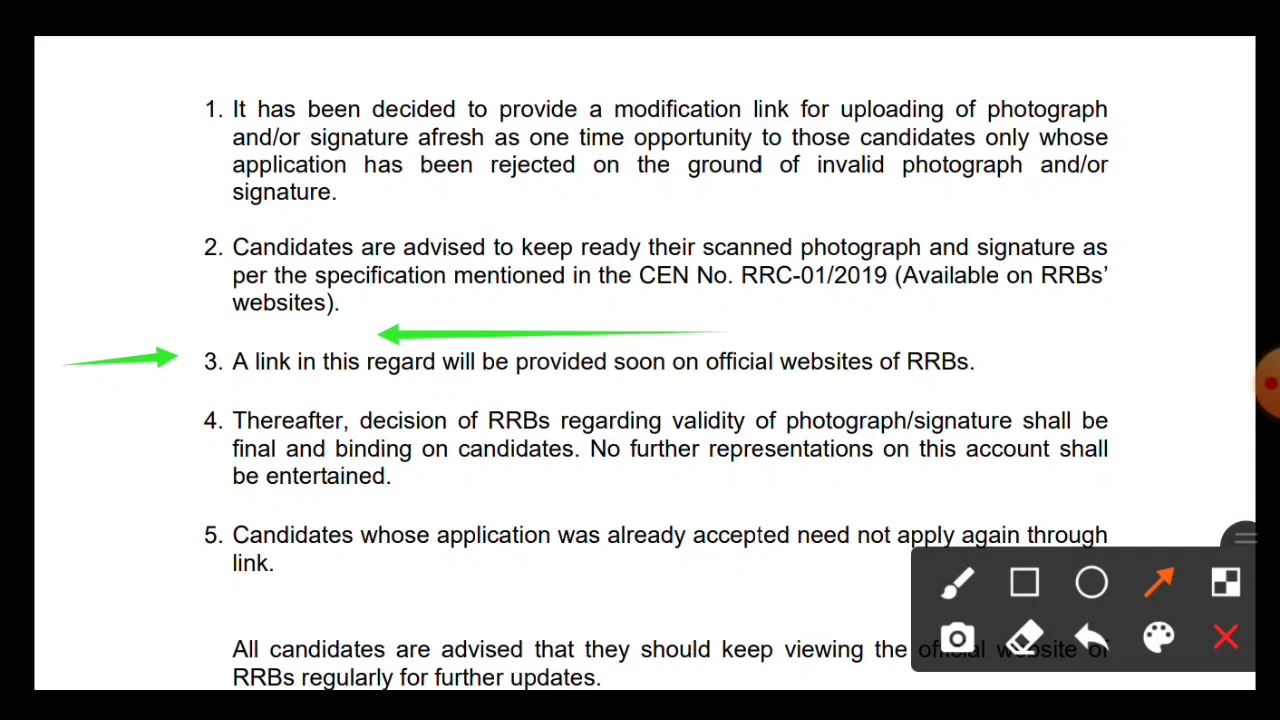 1. It has been decided to provide a modification link for uploading of photograph
and/or signature afresh as one time opportunity to those candidates only whose
application has been rejected on the ground of invalid photograph and/or
signature.
2. Candidates are advised to keep ready their scanned photograph and signature as
per the specification mentioned in the CEN No. RRC-01/2019 (Available on RRBs'
websites).
3. A link in this regard will be provided soon on official websites of RRBs.
4. Thereafter, decision of RRBs regarding validity of photograph/signature shall be
final and binding on candidates. No further representations on this account shall
be entertained.
5. Candidates whose application was already accepted need not apply again through
link.
All candidates are advised that they should keep viewing the official website of
RRBs regularly for further updates.